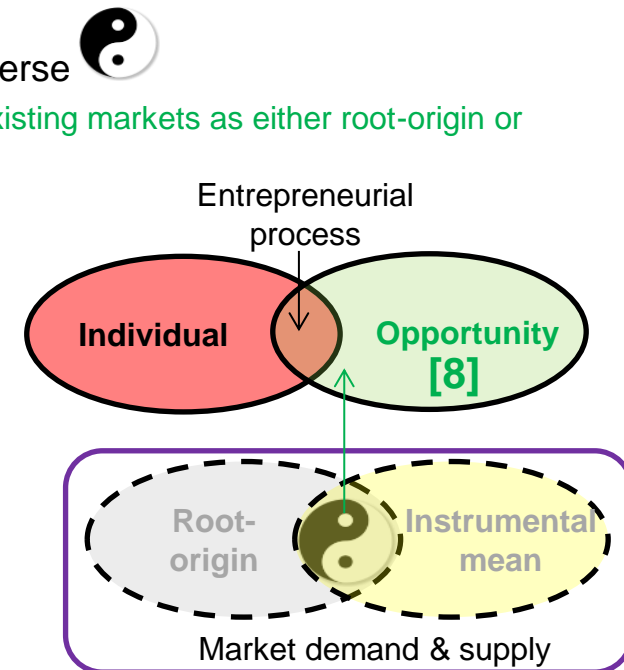 erse
xisting markets as either root-origin or
Entrepreneurial
process
Individual
Opportunity
[8]
Root-
origin
Instrumental
mean
Market demand & supply